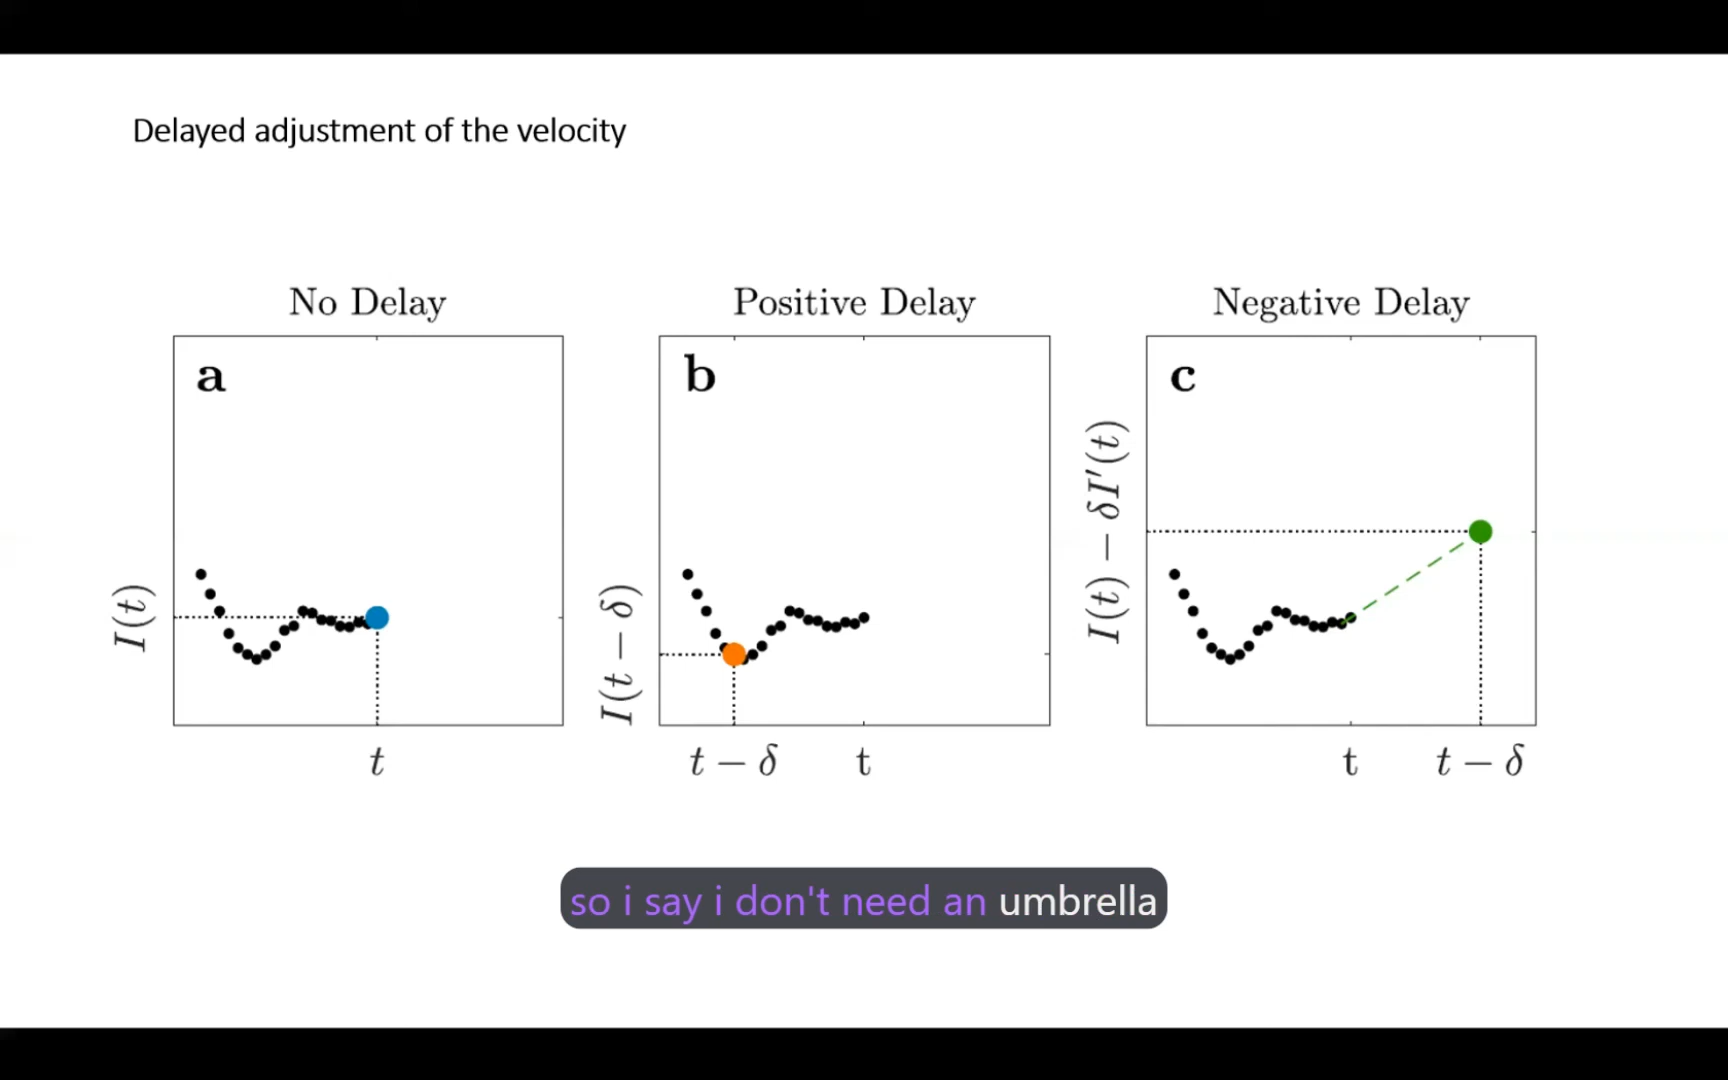 Delayed adjustment of the velocity
No Delay
Positive Delay
Negative Delay
a
b
c
I(t)
I(t − δ)
I(t) − δI′(t)
t
t − δ
t
t
t − δ
so i say i don't need an umbrella